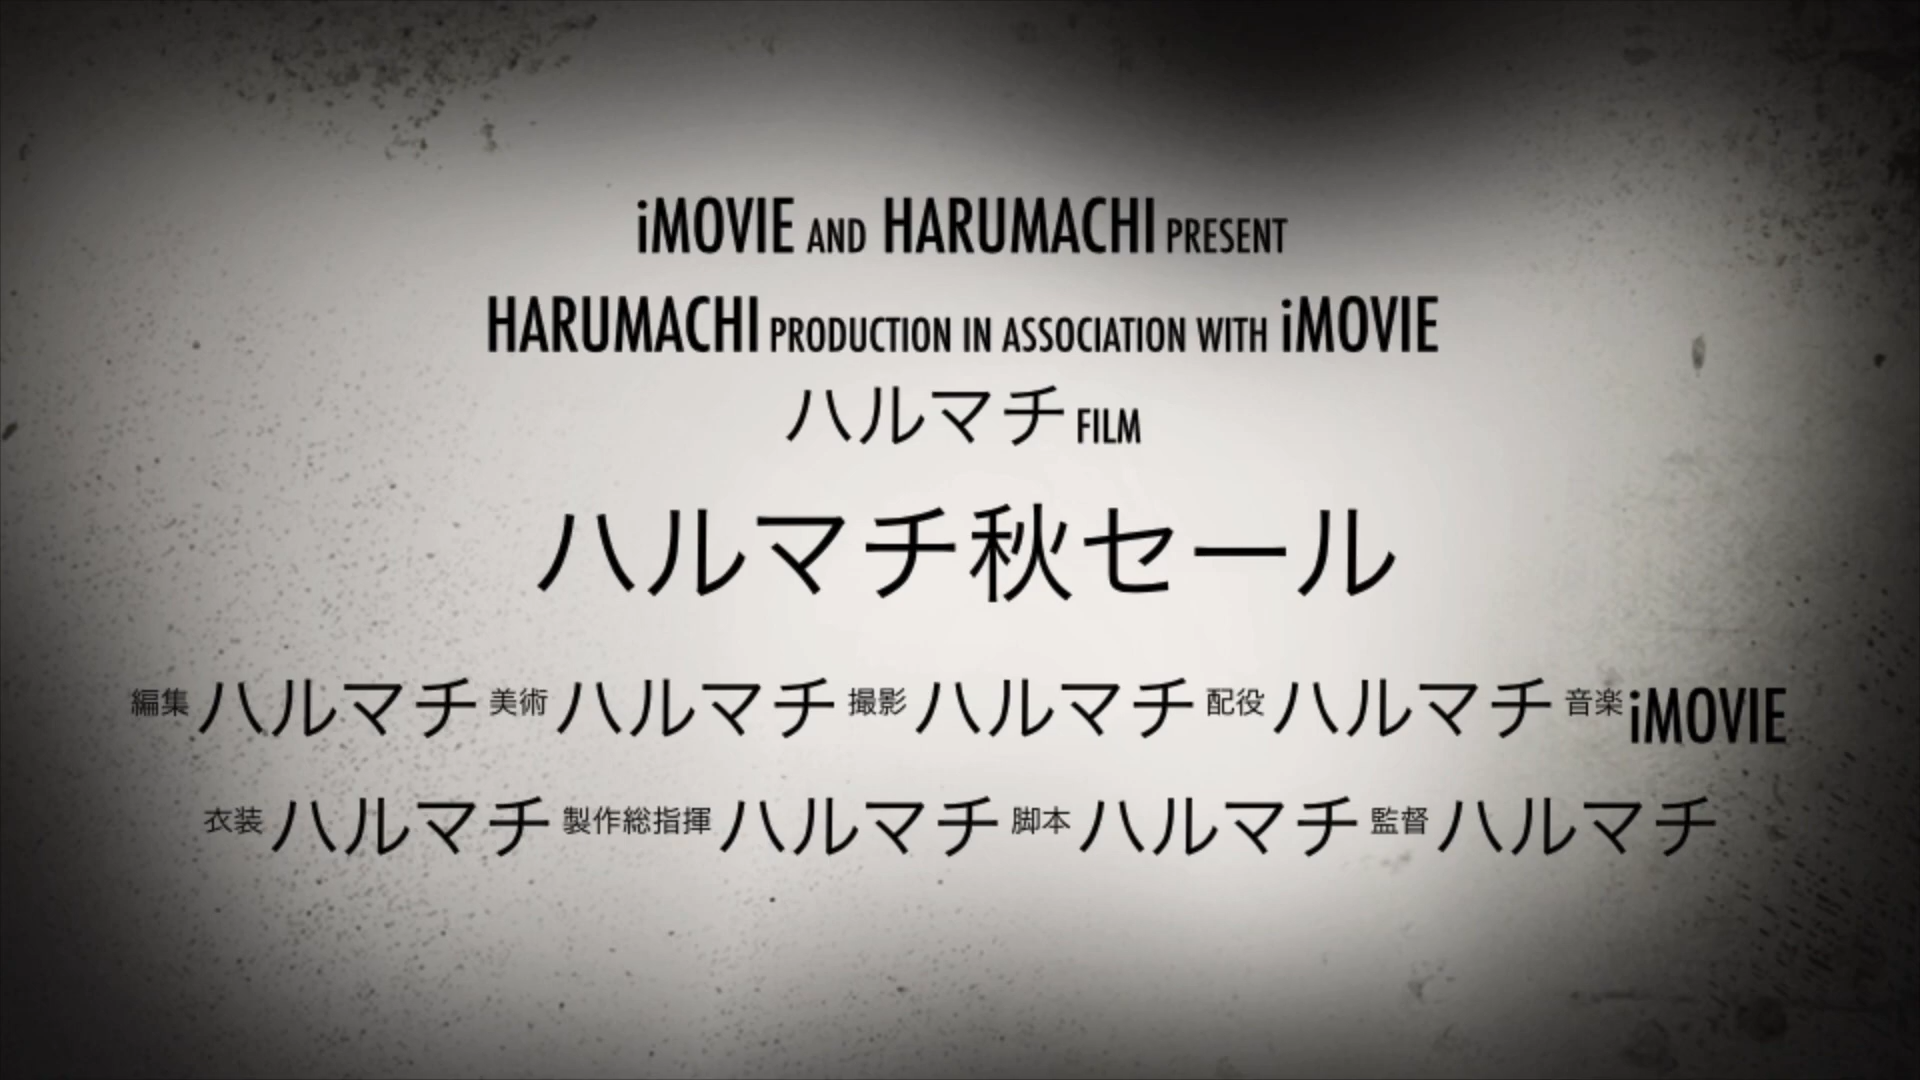 iMOVIE AND HARUMACHI PRESENT
HARUMACHI PRODUCTION IN ASSOCIATION WITH iMOVIE
ハルマチ FILM
ハルマチ秋セール
編集 ハルマチ 美術 ハルマチ 撮影 ハルマチ 配役 ハルマチ 音楽 iMOVIE
衣装 ハルマチ 製作総指揮 ハルマチ 脚本 ハルマチ 監督 ハルマチ